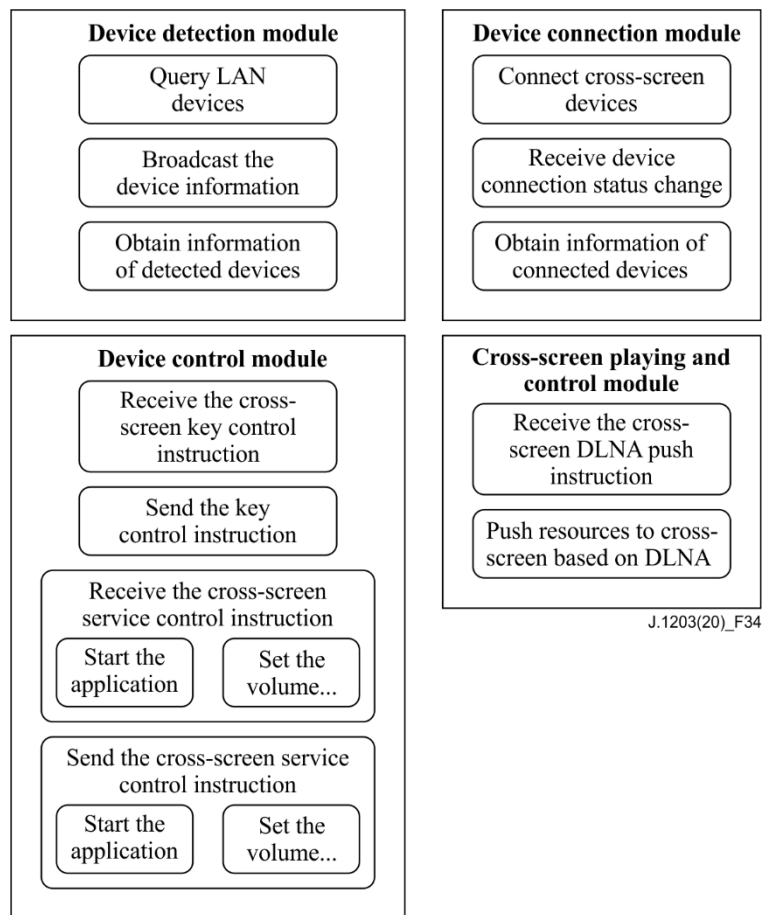 Device detection module
Query LAN
devices
Broadcast the
device information
Obtain information
of detected devices
Device connection module
Connect cross-screen
devices
Receive device
connection status change
Obtain information of
connected devices
Device control module
Receive the cross-
screen key control
instruction
Send the key
control instruction
Receive the cross-screen
service control instruction
Start the
application
Set the
volume...
Send the cross-screen service
control instruction
Start the
application
Set the
volume...
Cross-screen playing and
control module
Receive the cross-
screen DLNA push
instruction
Push resources to cross-
screen based on DLNA
J.1203(20)_F34